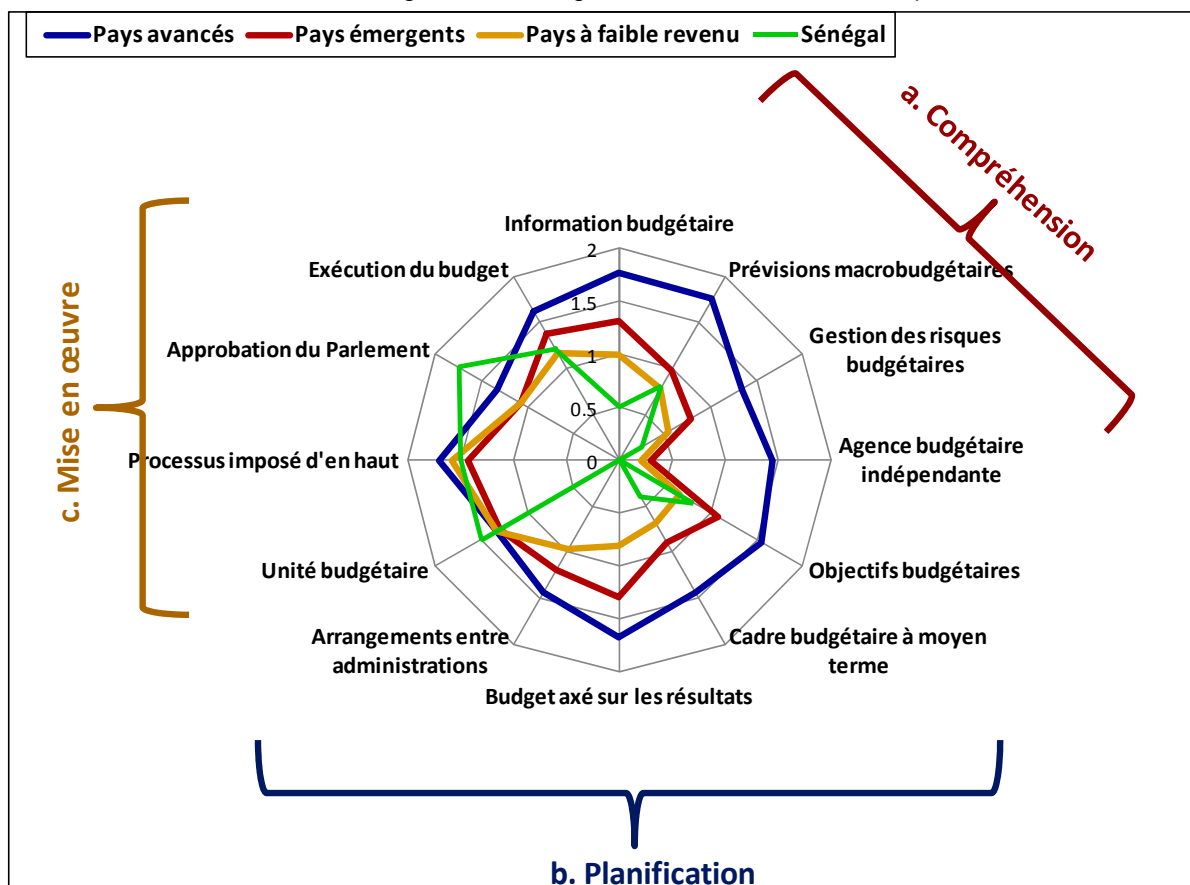 Pays avancés Pays émergents Pays à faible revenu Sénégal
a. Compréhension
c. Mise en œuvre
Information budgétaire
2
Exécution du budget
Prévisions macrobudgétaires
1.5
Approbation du Parlement
Gestion des risques
budgétaires
1
0.5
Processus imposé d'en haut
0
Agence budgétaire
indépendante
Unité budgétaire
Objectifs budgétaires
Arrangements entre
administrations
Cadre budgétaire à moyen
terme
Budget axé sur les résultats
b. Planification